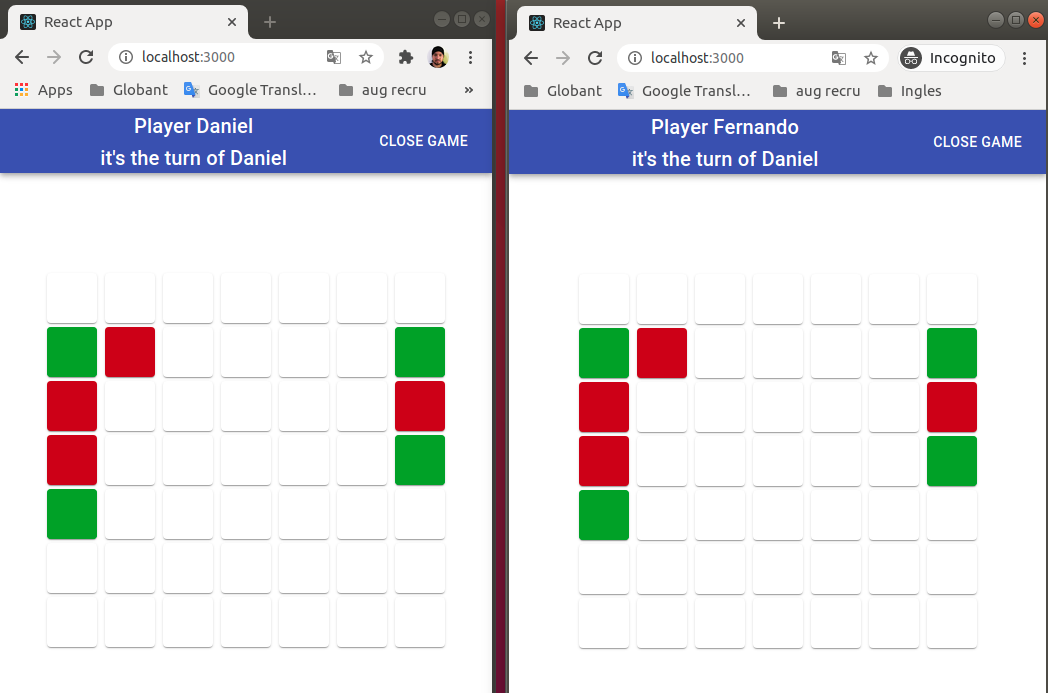 React App
localhost:3000
Apps
Globant
Google Transl...
aug recru
»
Player Daniel
it's the turn of Daniel
CLOSE GAME
React App
localhost:3000
Incognito
Globant
Google Transl...
aug recru
Ingles
Player Fernando
it's the turn of Daniel
CLOSE GAME